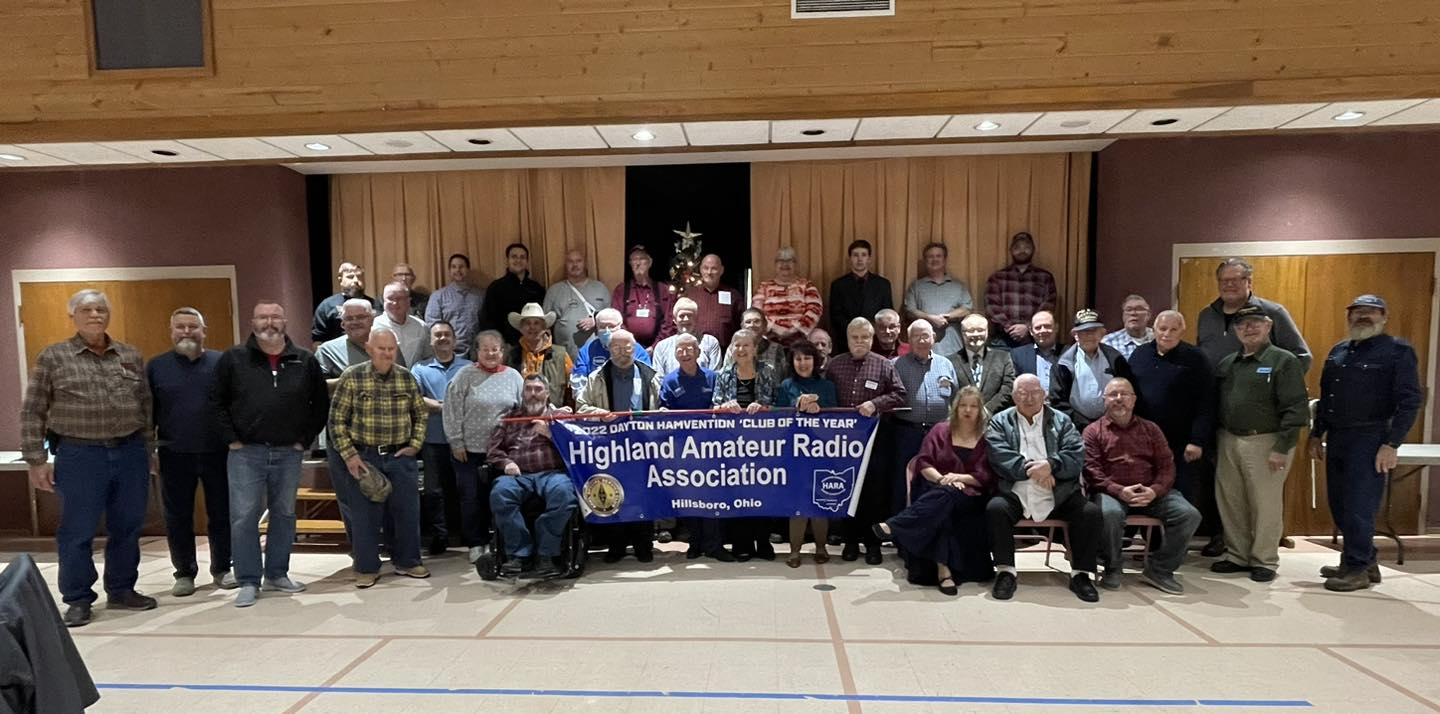 2022 DAYTON HAMVENTION 'CLUB OF THE YEAR'
Highland Amateur Radio
Association
HARA
Hillsboro, Ohio